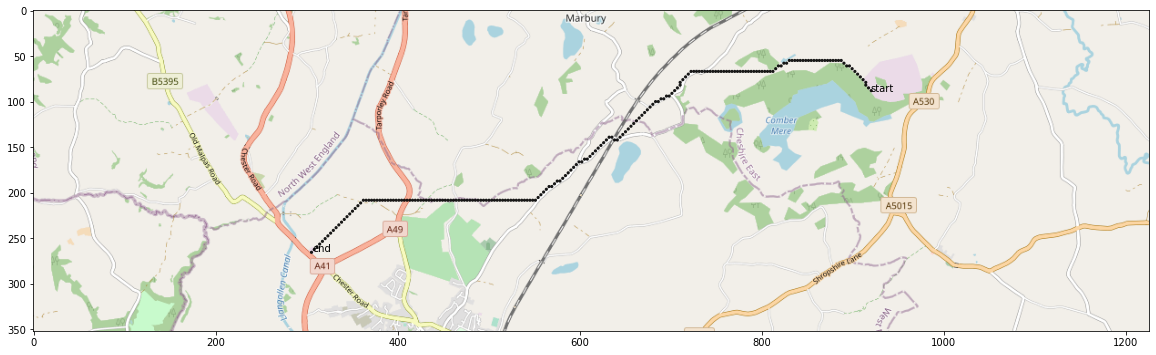 0
50
100
150
200
250
300
350
0
200
400
600
800
1000
1200
Marbury
B5395
Tarporley Road
start
A530
Comber
Mere
Old Malpas Road
Chester Road
North West England
Cheshire East
A5015
A49
end
A41
Llangollen Canal
Chester Road
Shropshire Lane
West